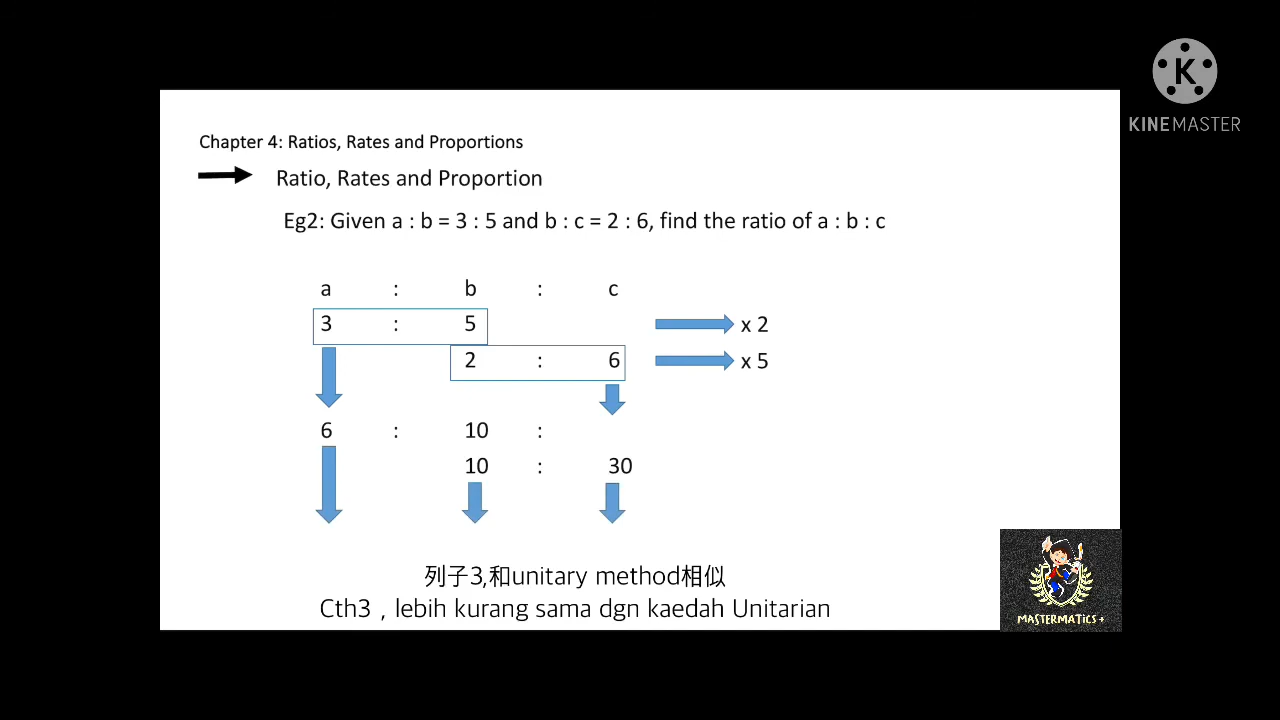 K
KINEMASTER
Chapter 4: Ratios, Rates and Proportions
Ratio, Rates and Proportion
Eg2: Given a : b = 3 : 5 and b : c = 2 : 6, find the ratio of a : b : c
a : b : c
3 : 5 x 2
2 : 6 x 5
6 : 10 :
10 : 30
列子3,和unitary method相似
Cth3 , lebih kurang sama dgn kaedah Unitarian
MASTERMATICS +